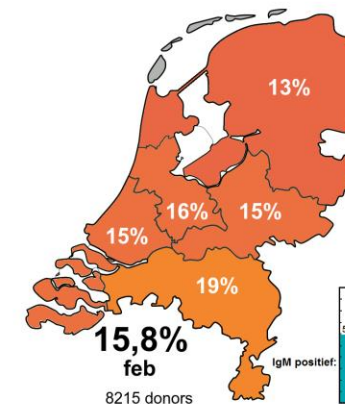 13%
16%
15%
15%
19%
15,8%
feb
8215 donors
IgM positief: